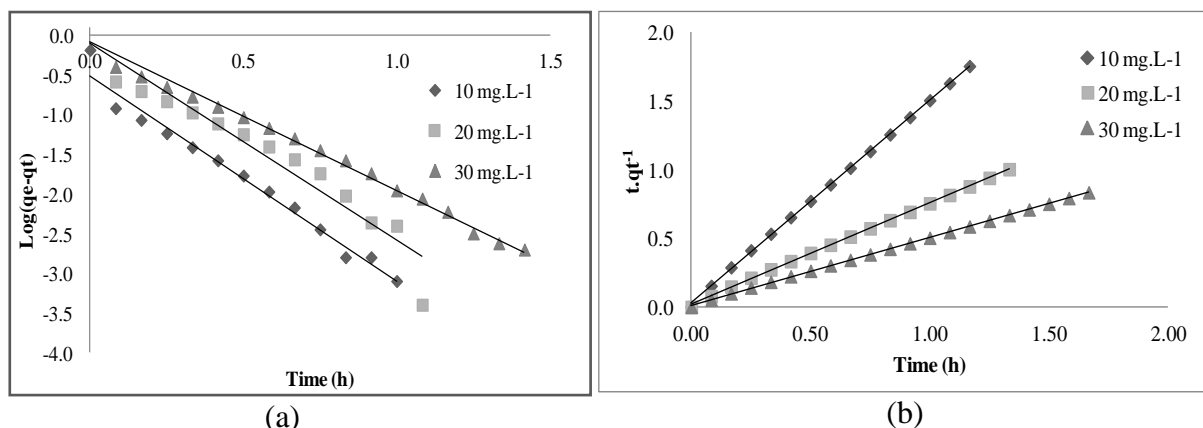 0.0
-0.5
-1.0
-1.5
-2.0
-2.5
-3.0
-3.5
-4.0
Log(qe-qt)
0.0 0.5 1.0 1.5
10 mg.L-1
20 mg.L-1
30 mg.L-1
Time (h)
(a)
2.0
1.5
1.0
0.5
0.0
t.qt⁻¹
10 mg.L-1
20 mg.L-1
30 mg.L-1
0.00 0.50 1.00 1.50 2.00
Time (h)
(b)